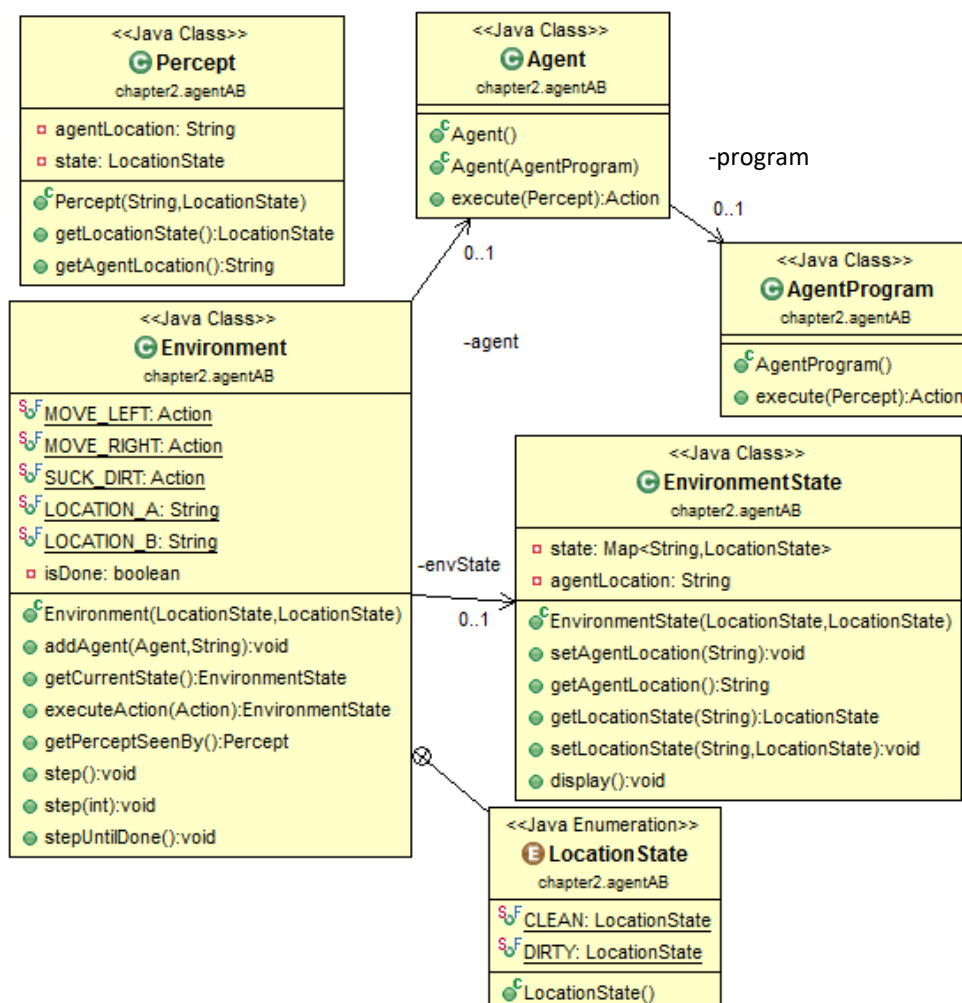 <<Java Class>>
Percept
chapter2.agentAB
agentLocation: String
state: LocationState
Percept(String,LocationState)
getLocationState():LocationState
getAgentLocation():String
<<Java Class>>
Agent
chapter2.agentAB
Agent()
Agent(AgentProgram)
execute(Percept):Action
-program
0..1
0..1
-agent
<<Java Class>>
AgentProgram
chapter2.agentAB
AgentProgram()
execute(Percept):Action
<<Java Class>>
Environment
chapter2.agentAB
MOVE_LEFT: Action
MOVE_RIGHT: Action
SUCK_DIRT: Action
LOCATION_A: String
LOCATION_B: String
isDone: boolean
Environment(LocationState,LocationState)
addAgent(Agent,String):void
getCurrentState():EnvironmentState
executeAction(Action):EnvironmentState
getPerceptSeenBy():Percept
step():void
step(int):void
stepUntilDone():void
-envState
0..1
<<Java Class>>
EnvironmentState
chapter2.agentAB
state: Map<String,LocationState>
agentLocation: String
EnvironmentState(LocationState,LocationState)
setAgentLocation(String):void
getAgentLocation():String
getLocationState(String):LocationState
setLocationState(String,LocationState):void
display():void
<<Java Enumeration>>
LocationState
chapter2.agentAB
CLEAN: LocationState
DIRTY: LocationState
LocationState()